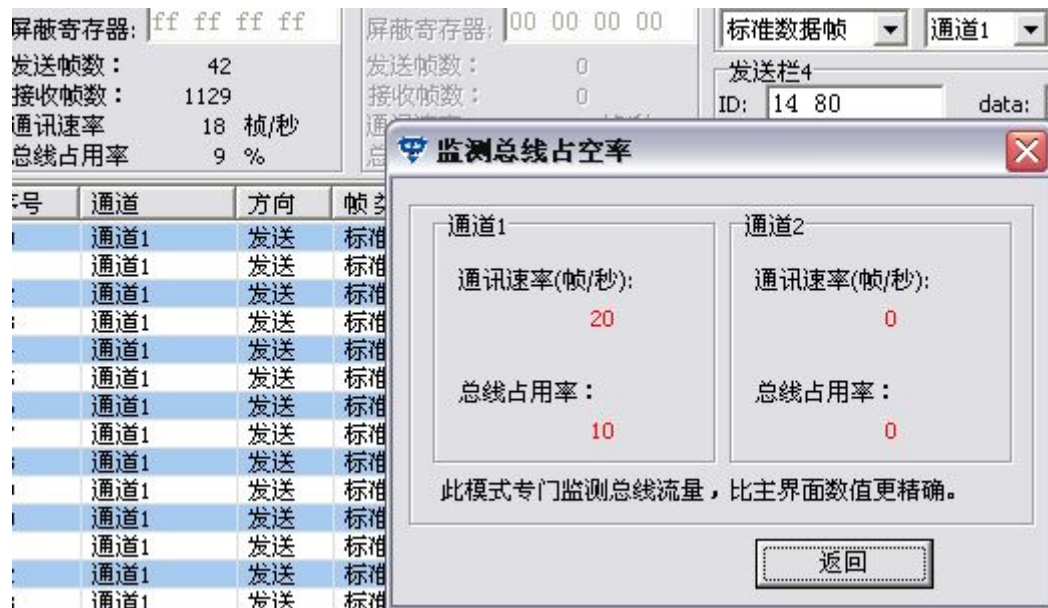 屏蔽寄存器: ff ff ff ff
发送帧数： 42
接收帧数： 1129
通讯速率 18 桢/秒
总线占用率 9 %
屏蔽寄存器: 00 00 00 00
发送帧数： 0
接收帧数： 0
标准数据帧 通道1
发送栏4
ID: 14 80 data:
监测总线占空率
通道1
通讯速率(帧/秒):
20
总线占用率：
10
通道2
通讯速率(帧/秒):
0
总线占用率：
0
此模式专门监测总线流量，比主界面数值更精确。
返回
号 通道 方向 帧类
通道1 发送 标准
通道1 发送 标准
通道1 发送 标准
通道1 发送 标准
通道1 发送 标准
通道1 发送 标准
通道1 发送 标准
通道1 发送 标准
通道1 发送 标准
通道1 发送 标准
通道1 发送 标准
通道1 发送 标准
通道1 发送 标准
通道1 发送 标准